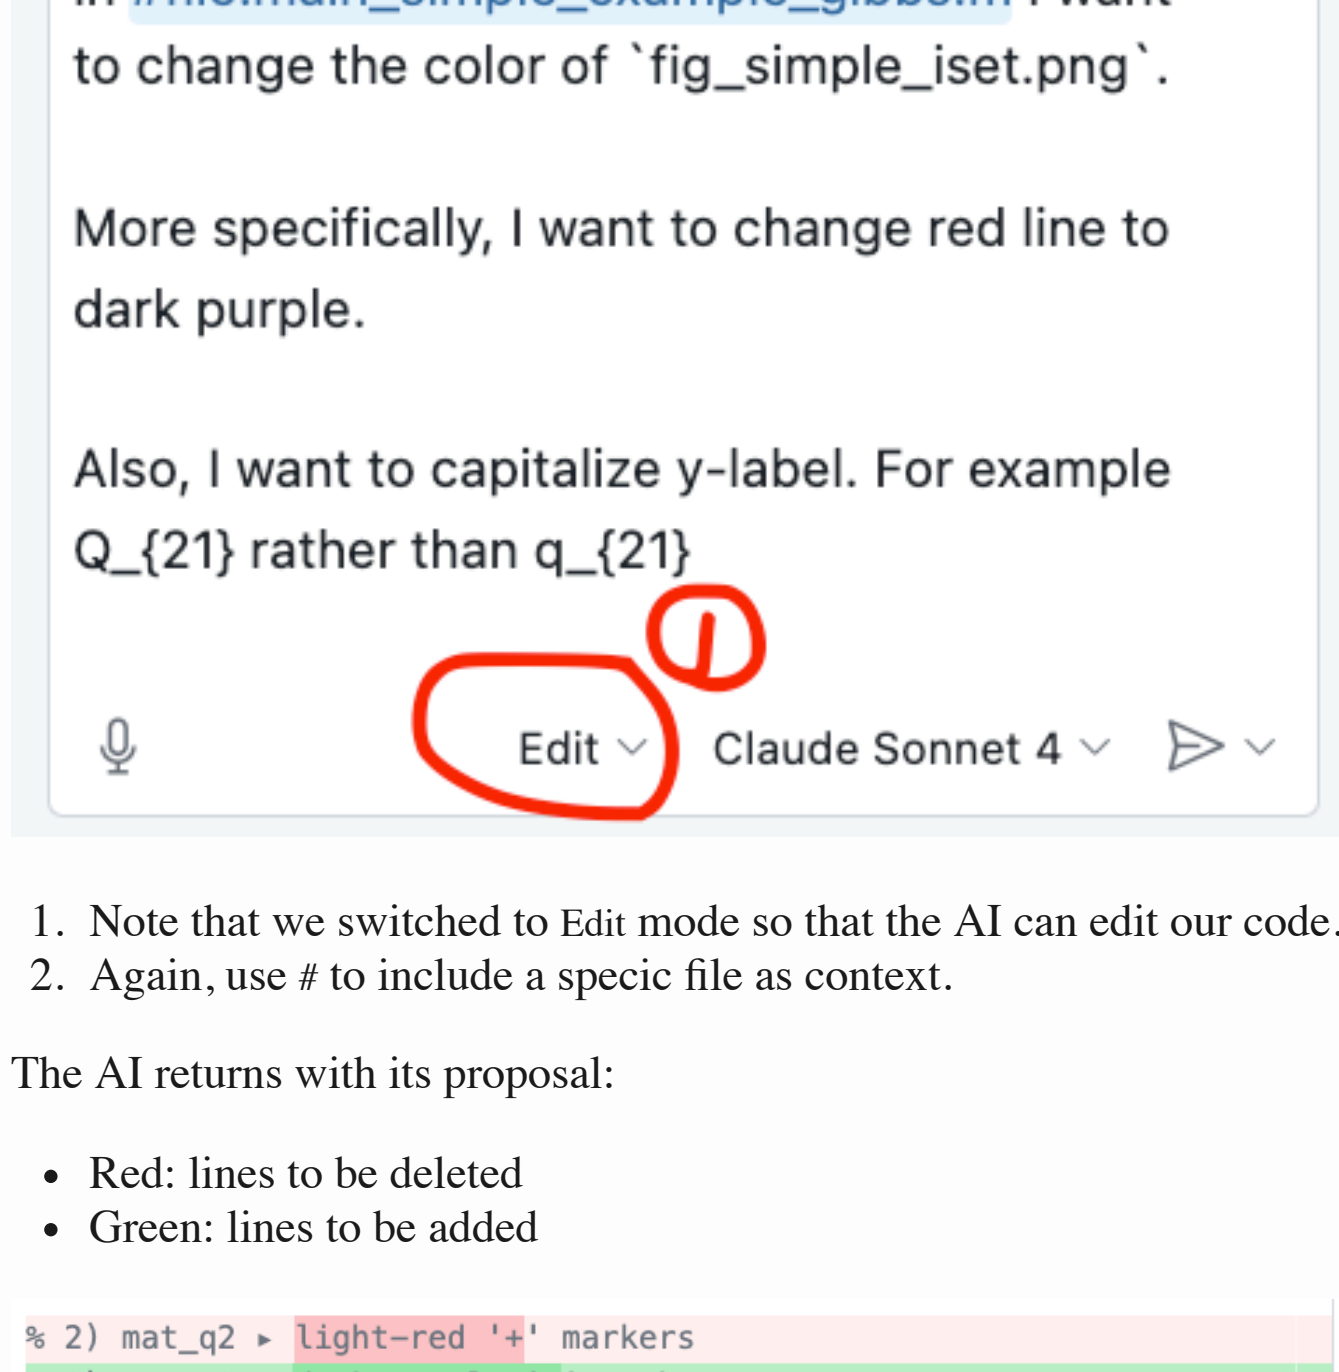 in #file:main_simple_example_gibbs.m I want
to change the color of `fig_simple_iset.png`.
More specifically, I want to change red line to
dark purple.
Also, I want to capitalize y-label. For example
Q_{21} rather than q_{21}
1
Edit Claude Sonnet 4
1. Note that we switched to Edit mode so that the AI can edit our code.
2. Again, use # to include a specic file as context.
The AI returns with its proposal:
• Red: lines to be deleted
• Green: lines to be added
% 2) mat_q2 ▸ light-red '+' markers